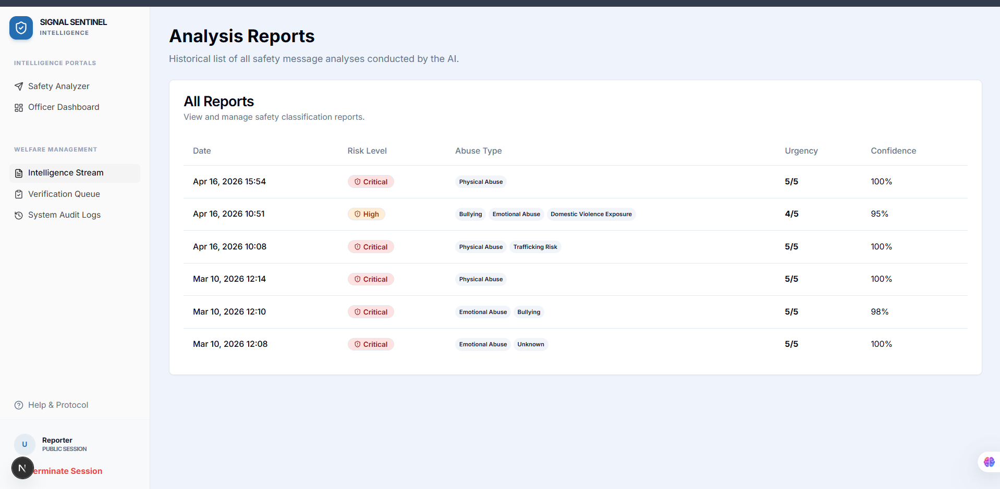 SIGNAL SENTINEL
INTELLIGENCE
INTELLIGENCE PORTALS
Safety Analyzer
Officer Dashboard
WELFARE MANAGEMENT
Intelligence Stream
Verification Queue
System Audit Logs
Help & Protocol
U
Reporter
PUBLIC SESSION
N
erminate Session
Analysis Reports
Historical list of all safety message analyses conducted by the AI.
All Reports
View and manage safety classification reports.
Date Risk Level Abuse Type Urgency Confidence
Apr 16, 2026 15:54 Critical Physical Abuse 5/5 100%
Apr 16, 2026 10:51 High Bullying Emotional Abuse Domestic Violence Exposure 4/5 95%
Apr 16, 2026 10:08 Critical Physical Abuse Trafficking Risk 5/5 100%
Mar 10, 2026 12:14 Critical Physical Abuse 5/5 100%
Mar 10, 2026 12:10 Critical Emotional Abuse Bullying 5/5 98%
Mar 10, 2026 12:08 Critical Emotional Abuse Unknown 5/5 100%